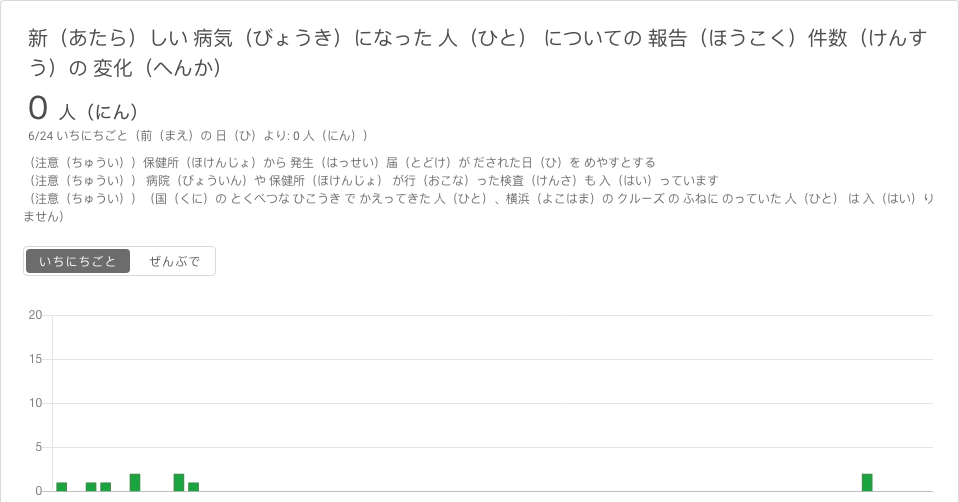 新（あたら）しい 病気（びょうき）になった 人（ひと） についての 報告（ほうこく）件数（けんす
う）の 変化（へんか）
0 人（にん）
6/24 いちにちごと（前（まえ）の 日（ひ）より: 0 人（にん））
（注意（ちゅうい））保健所（ほけんじょ）から 発生（はっせい）届（とどけ）が だされた日（ひ）を めやすとする
（注意（ちゅうい）） 病院（びょういん）や 保健所（ほけんじょ） が行（おこな）った検査（けんさ）も 入（はい）っています
（注意（ちゅうい））（国（くに）の とくべつな ひこうき で かえってきた 人（ひと）、横浜（よこはま）の クルーズ の ふねに のっていた 人（ひと） は 入（はい）り
ません）
いちにちごと ぜんぶで
20
15
10
5
0